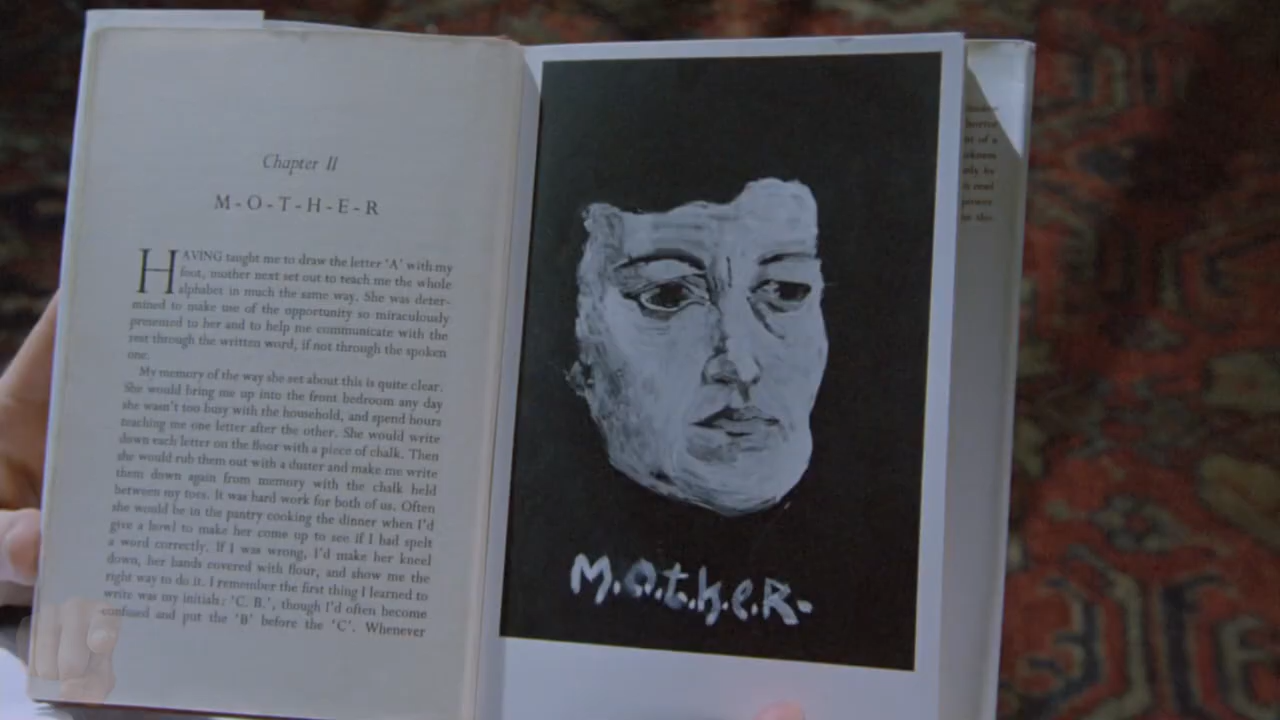 Chapter II
M-O-T-H-E-R
HAVING taught me to draw the letter 'A' with my
foot, mother next set out to teach me the whole
alphabet in much the same way. She was deter-
mined to make use of the opportunity so miraculously
presented to her and to help me communicate with the
rest through the written word, if not through the spoken
one.
My memory of the way she set about this is quite clear.
She would bring me up into the front bedroom any day
she wasn't too busy with the household, and spend hours
teaching me one letter after the other. She would write
down each letter on the floor with a piece of chalk. Then
she would rub them out with a duster and make me write
them down again from memory with the chalk held
between my toes. It was hard work for both of us. Often
she would be in the pantry cooking the dinner when I'd
give a howl to make her come up to see if I had spelt
a word correctly. If I was wrong, I'd make her kneel
down, her hands covered with flour, and show me the
right way to do it. I remember the first thing I learned to
write was my initials: 'C. B.', though I'd often become
confused and put the 'B' before the 'C'. Whenever
M.o.t.h.e.R.
of a
by
read
power